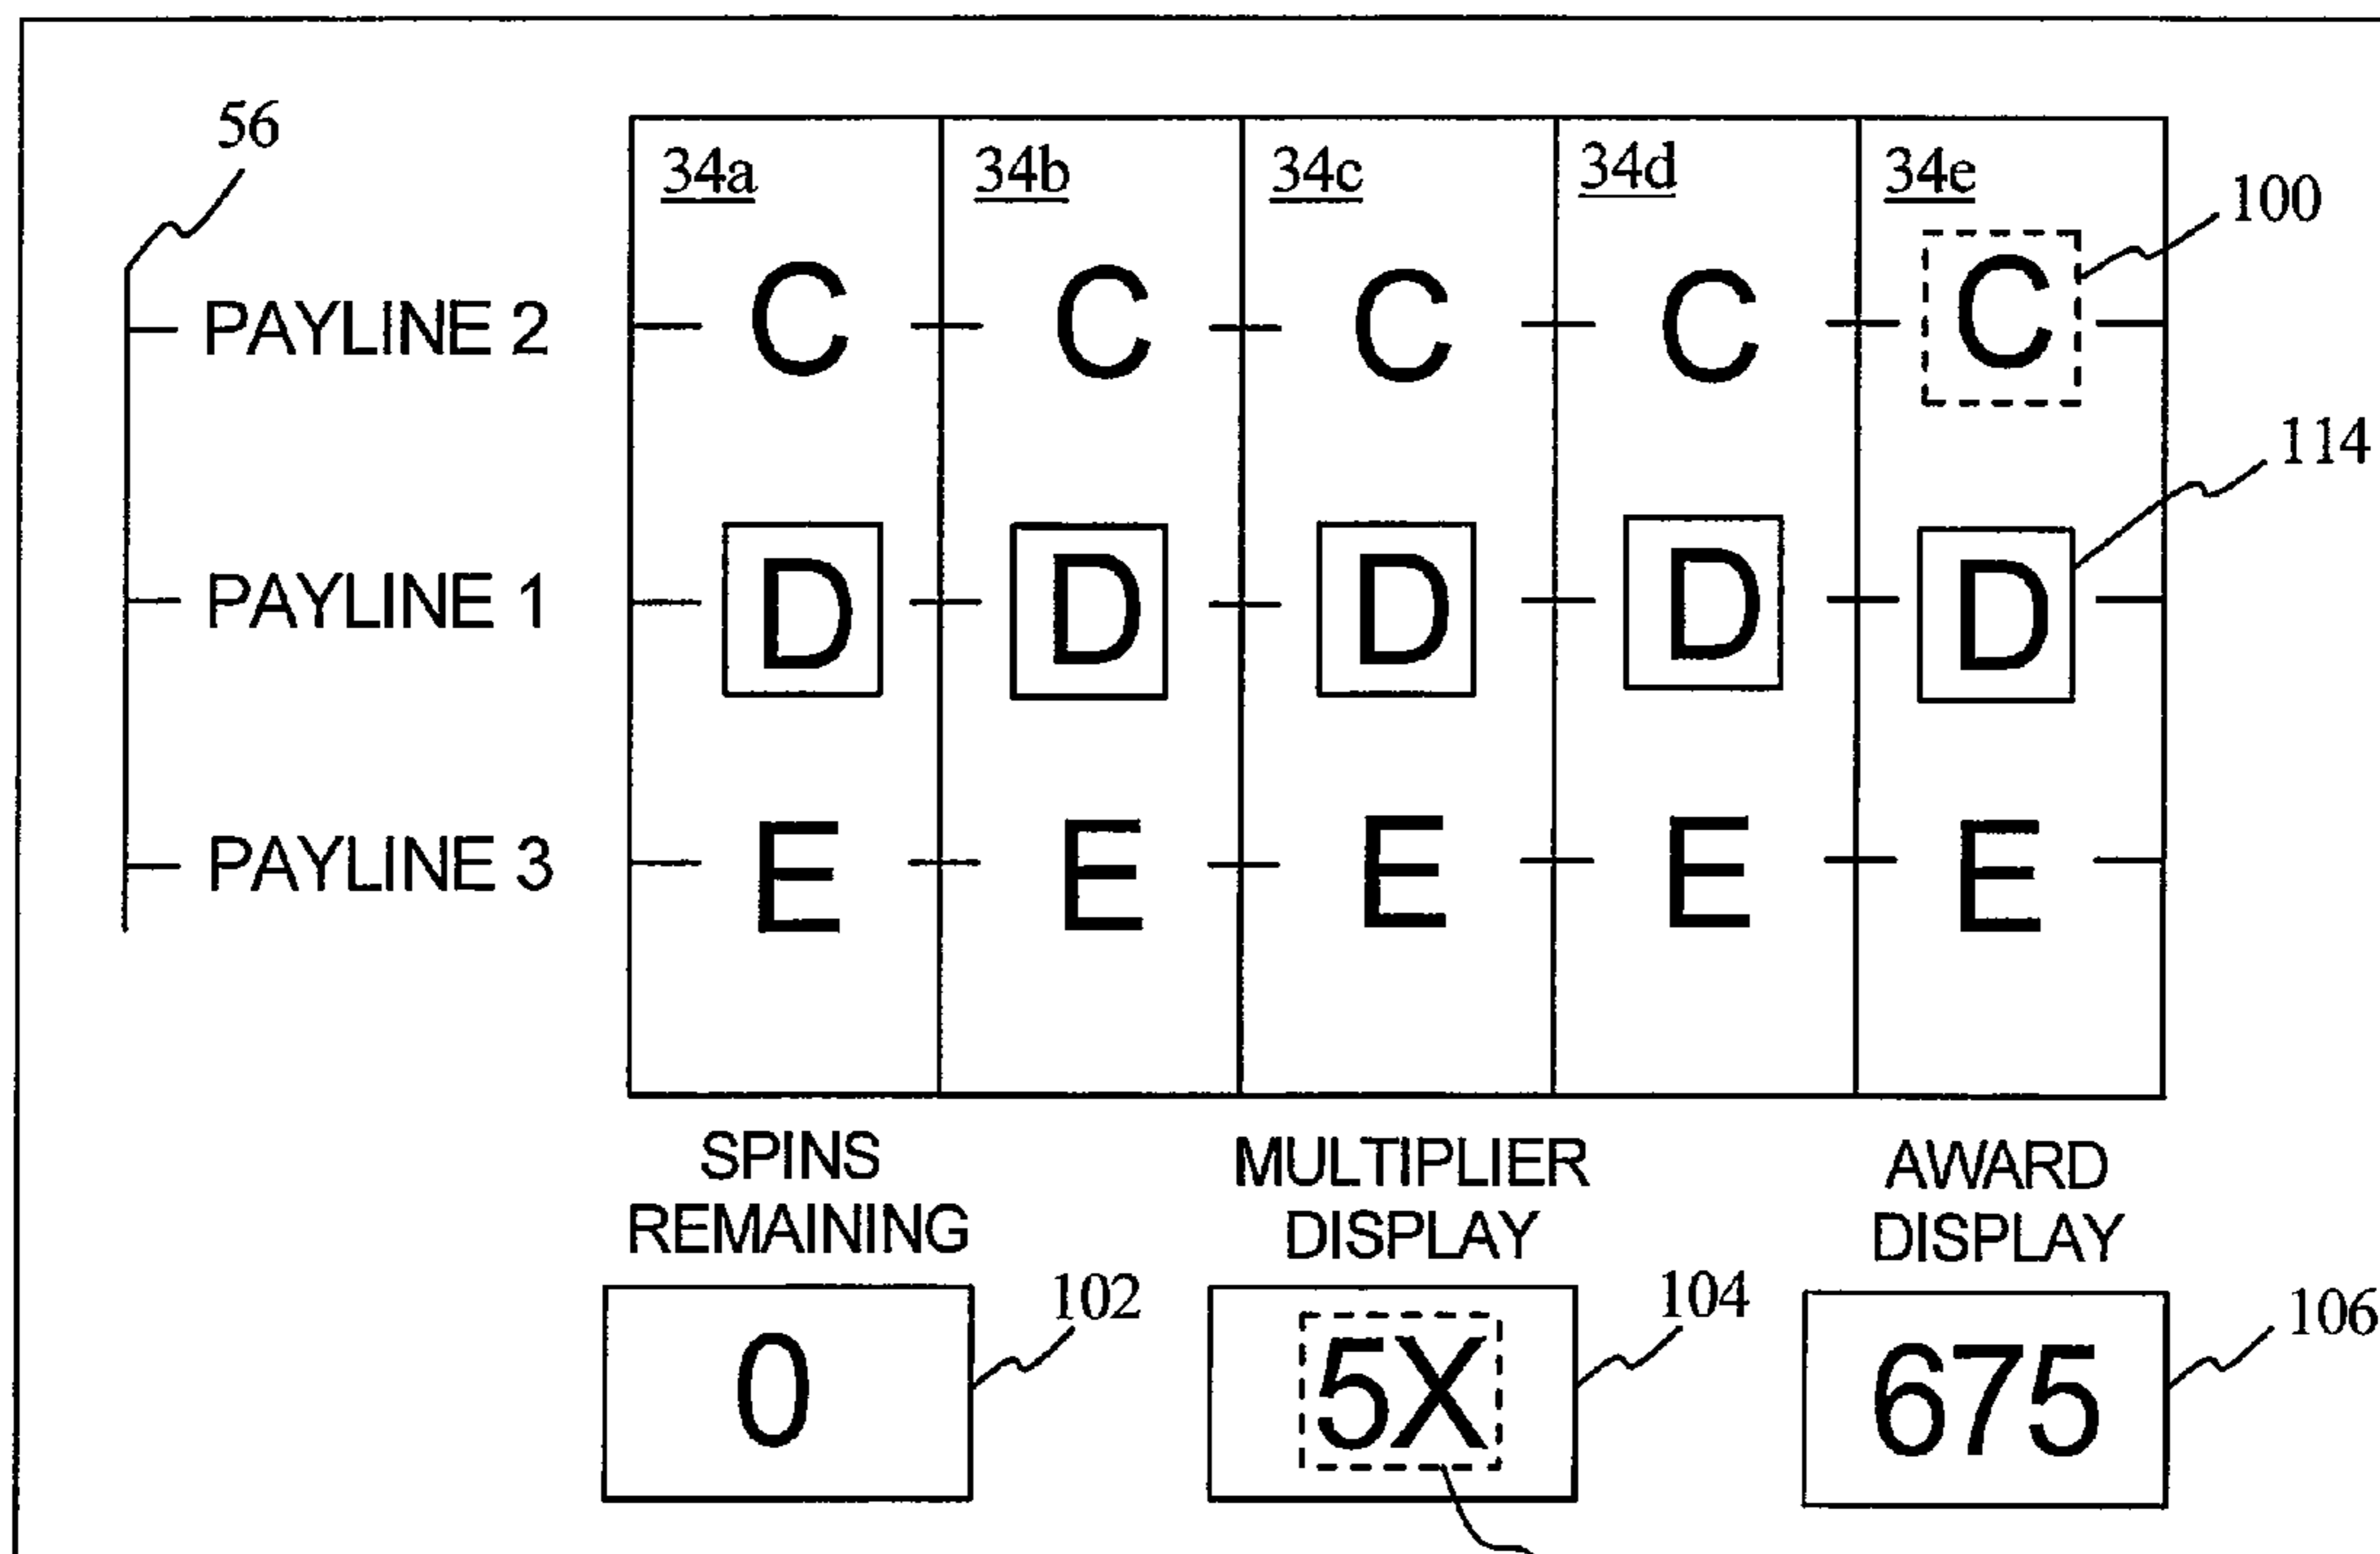 56
34a 34b 34c 34d 34e
100
PAYLINE 2 C C C C C
114
PAYLINE 1 D D D D D
PAYLINE 3 E E E E E
SPINS REMAINING
MULTIPLIER DISPLAY
AWARD DISPLAY
0 102
5X 104
675 106